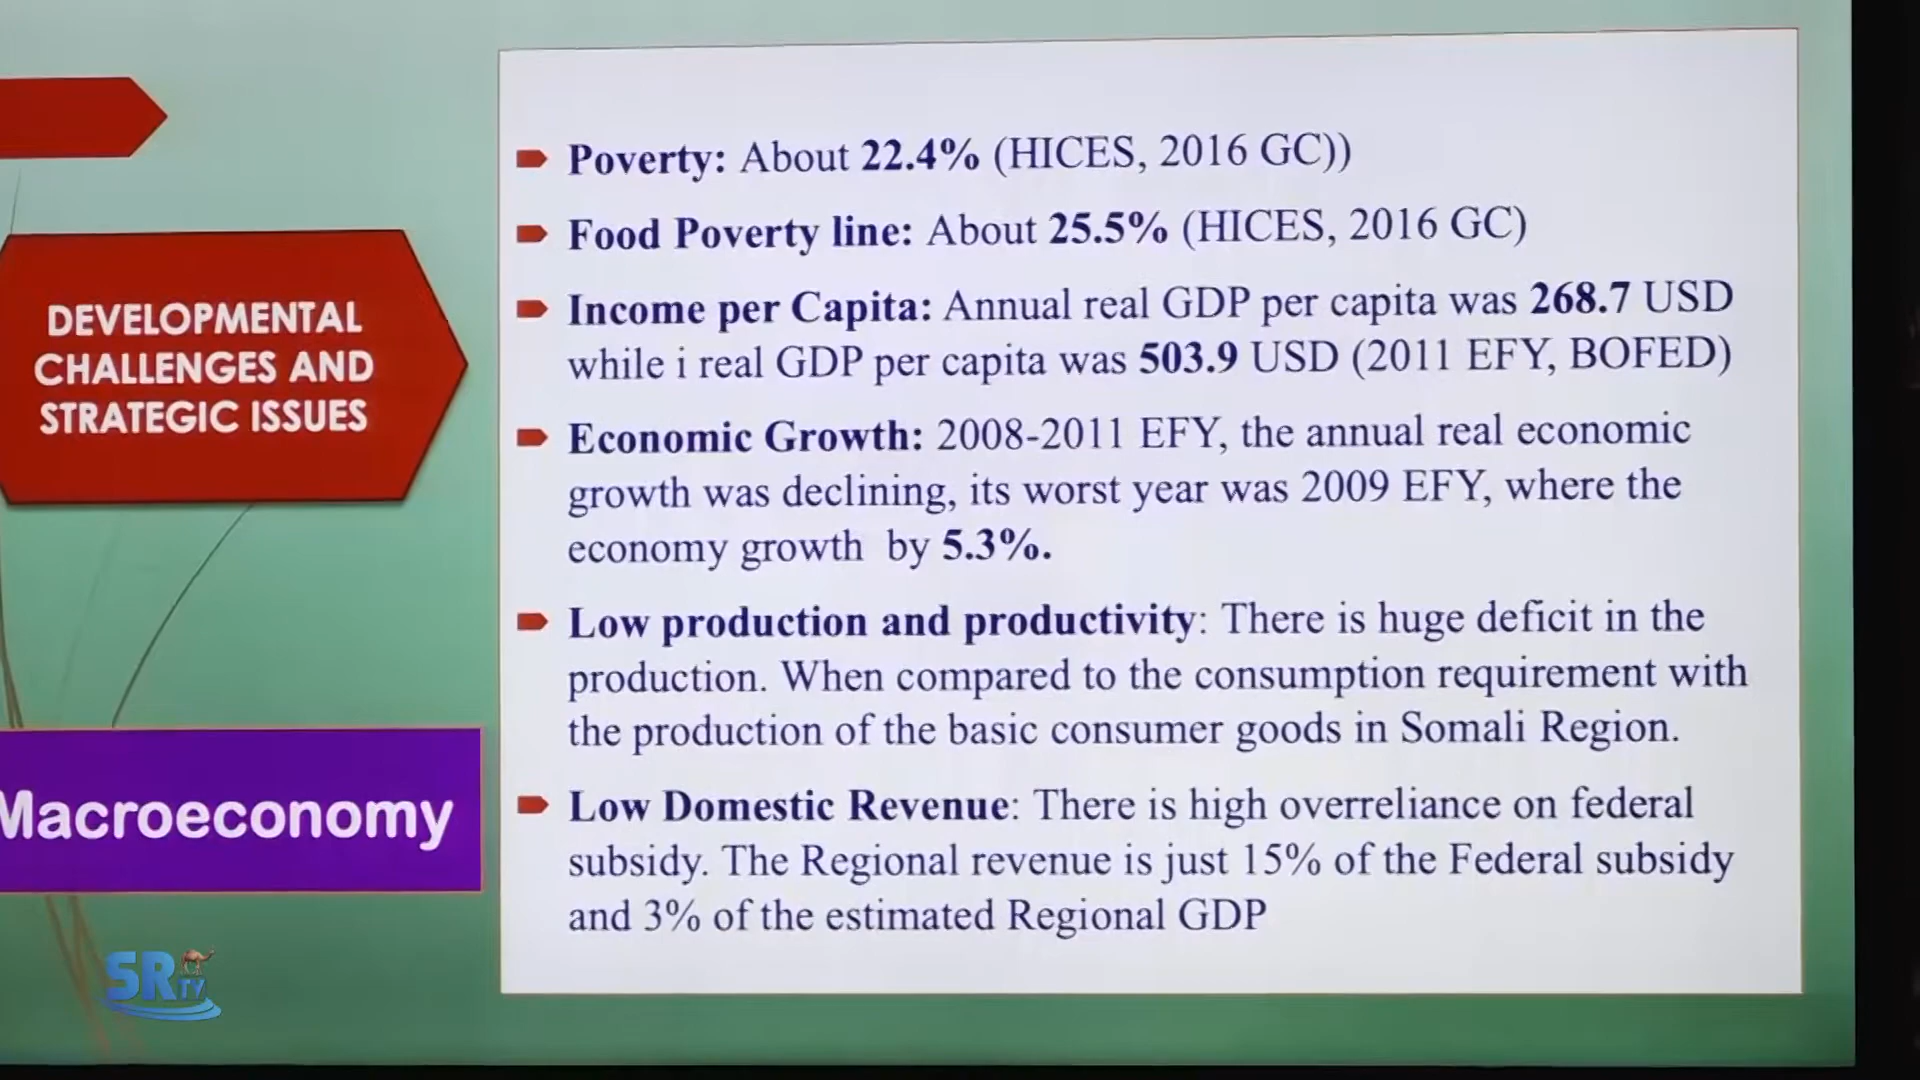 DEVELOPMENTAL
CHALLENGES AND
STRATEGIC ISSUES
Macroeconomy
Poverty: About 22.4% (HICES, 2016 GC))
Food Poverty line: About 25.5% (HICES, 2016 GC)
Income per Capita: Annual real GDP per capita was 268.7 USD
while i real GDP per capita was 503.9 USD (2011 EFY, BOFED)
Economic Growth: 2008-2011 EFY, the annual real economic
growth was declining, its worst year was 2009 EFY, where the
economy growth by 5.3%.
Low production and productivity: There is huge deficit in the
production. When compared to the consumption requirement with
the production of the basic consumer goods in Somali Region.
Low Domestic Revenue: There is high overreliance on federal
subsidy. The Regional revenue is just 15% of the Federal subsidy
and 3% of the estimated Regional GDP
SRTV